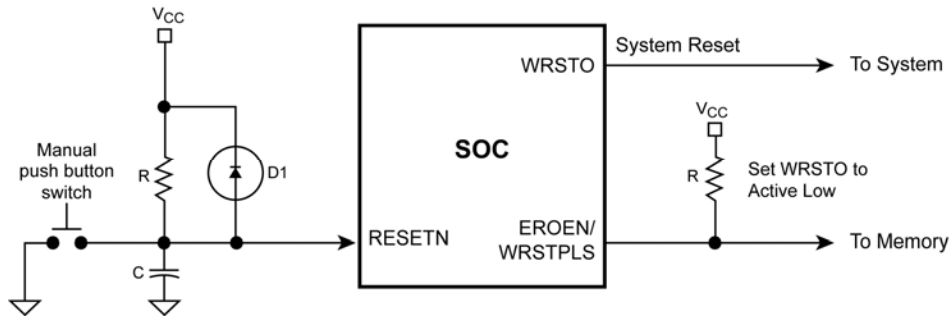 VCC
Manual
push button
switch
R
D1
C
RESETN
SOC
WRSTO
EROEN/
WRSTPLS
System Reset
To System
VCC
R
Set WRSTO to
Active Low
To Memory